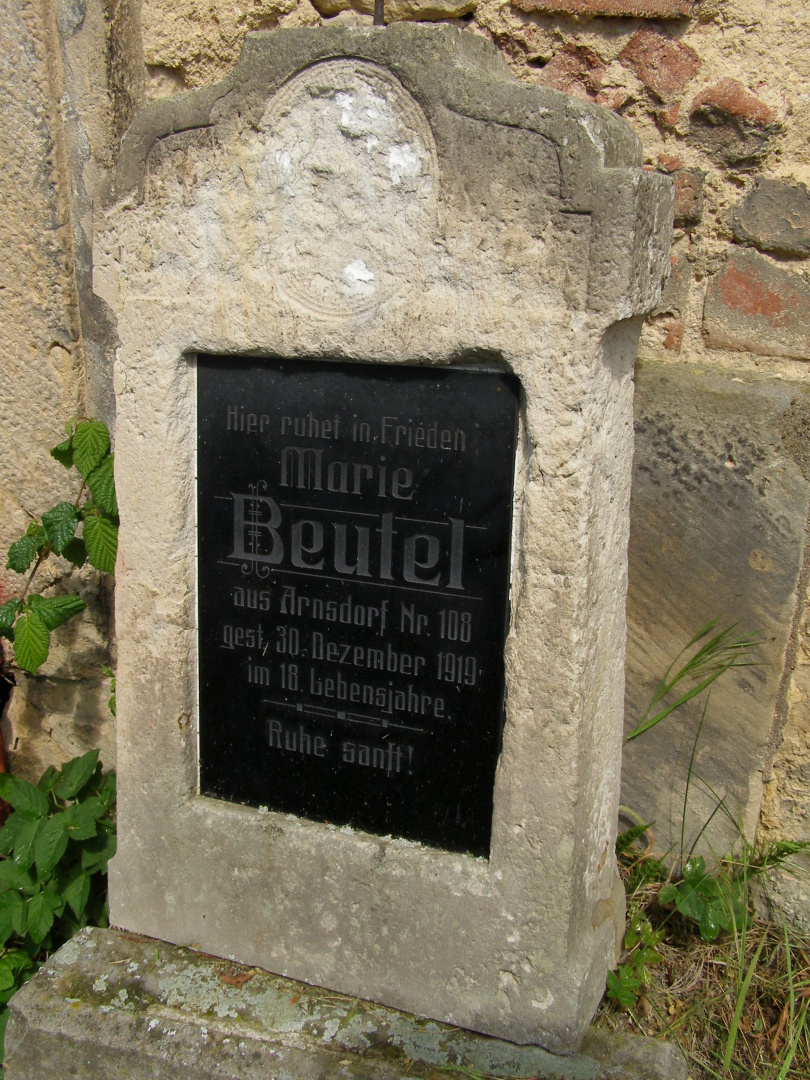 Hier ruhet in Frieden
Marie
Beutel
aus Arnsdorf Nr. 108
gest. 30. Dezember 1919
im 18. Lebensjahre.
Ruhe sanft!